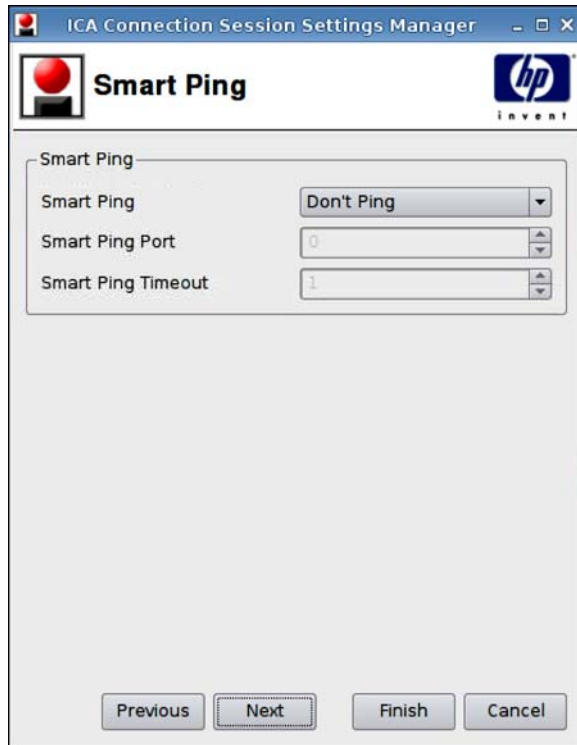 ICA Connection Session Settings Manager
Smart Ping
hp
invent
Smart Ping
Smart Ping Don't Ping
Smart Ping Port 0
Smart Ping Timeout 1
Previous Next Finish Cancel